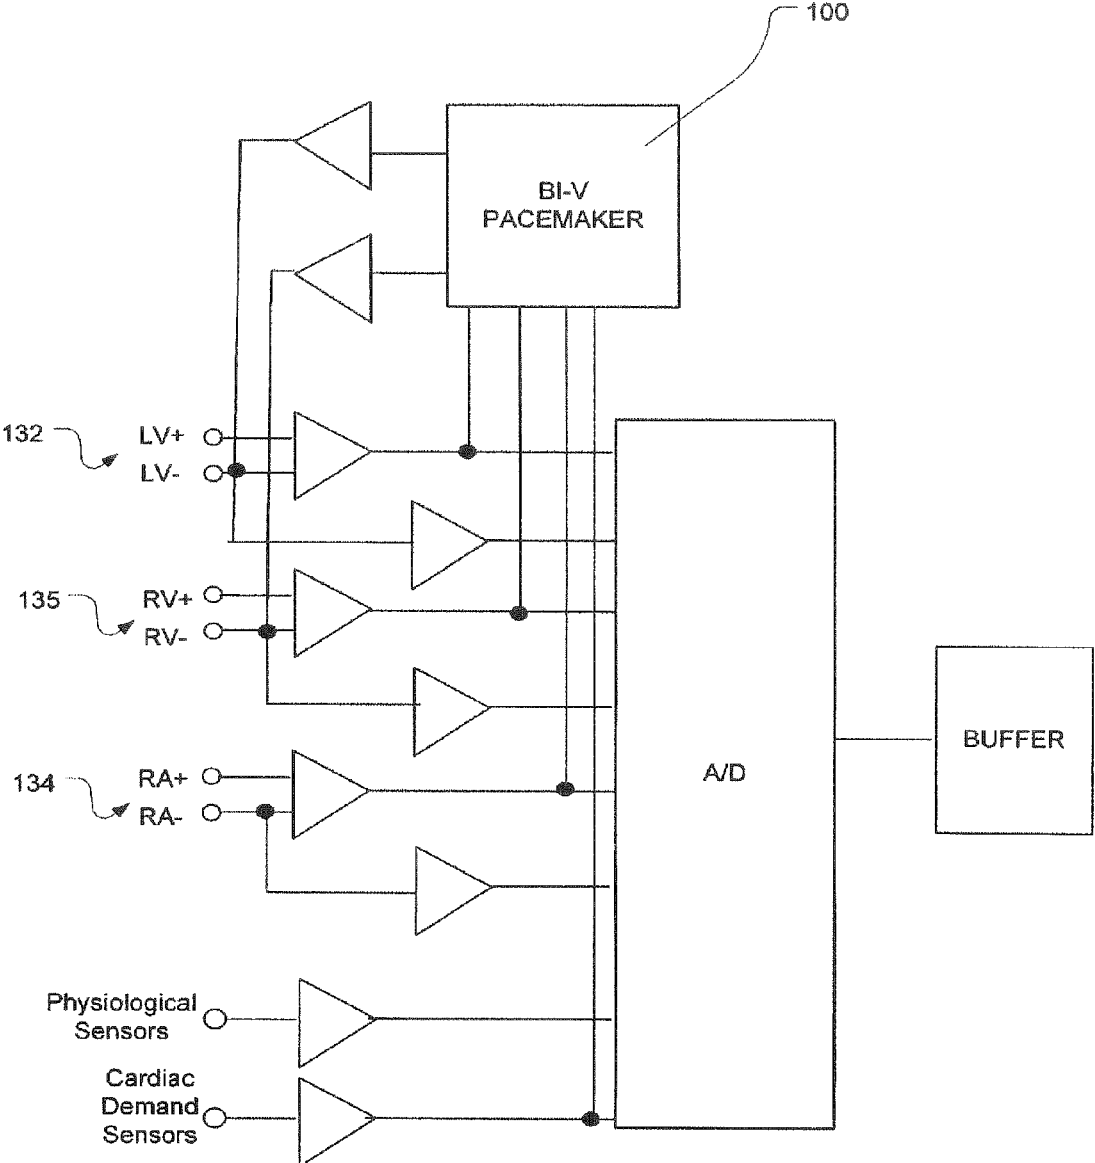 100
BI-V
PACEMAKER
132
LV+
LV-
135
RV+
RV-
134
RA+
RA-
A/D
BUFFER
Physiological
Sensors
Cardiac
Demand
Sensors